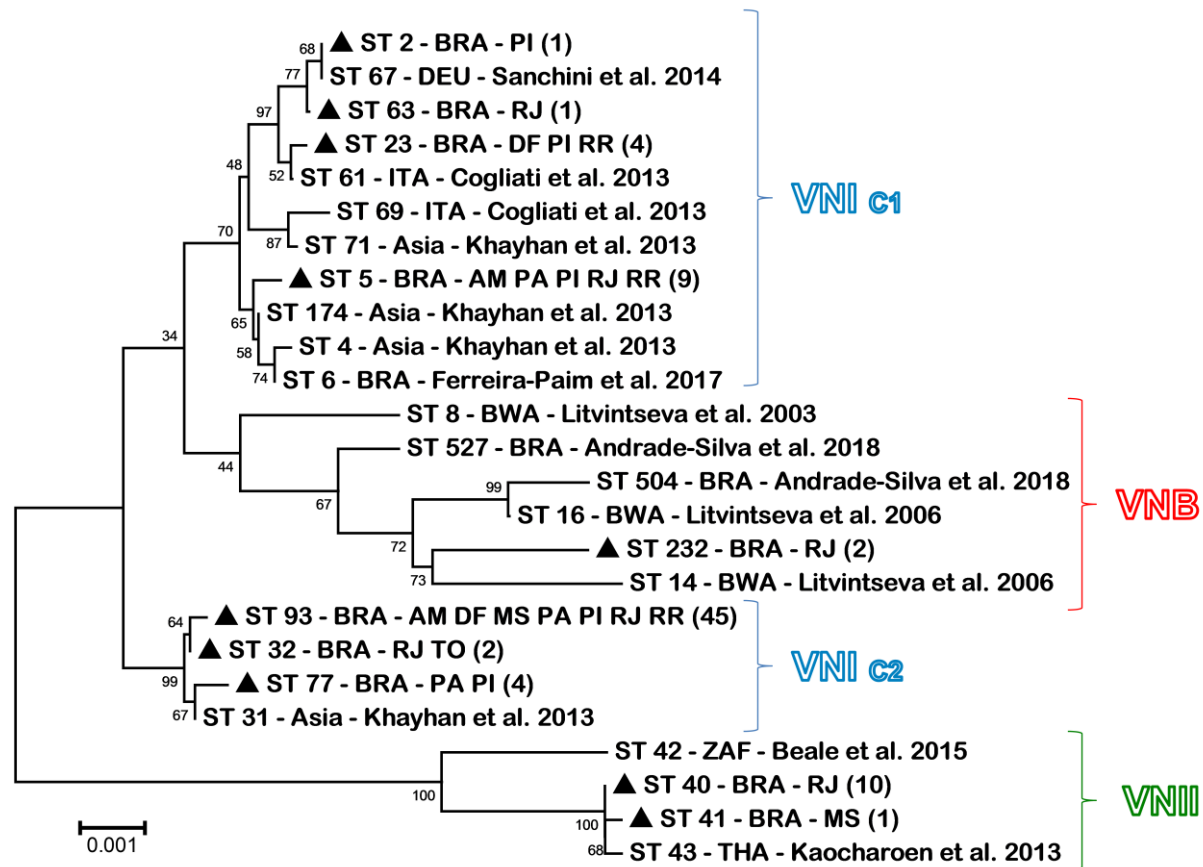 68
▲ ST 2 - BRA - PI (1)
77
ST 67 - DEU - Sanchini et al. 2014
97
▲ ST 63 - BRA - RJ (1)
▲ ST 23 - BRA - DF PI RR (4)
48
52
ST 61 - ITA - Cogliati et al. 2013
VNI C1
ST 69 - ITA - Cogliati et al. 2013
70
87
ST 71 - Asia - Khayhan et al. 2013
▲ ST 5 - BRA - AM PA PI RJ RR (9)
65
ST 174 - Asia - Khayhan et al. 2013
34
58
ST 4 - Asia - Khayhan et al. 2013
74
ST 6 - BRA - Ferreira-Paim et al. 2017
ST 8 - BWA - Litvintseva et al. 2003
44
ST 527 - BRA - Andrade-Silva et al. 2018
99
ST 504 - BRA - Andrade-Silva et al. 2018
67
ST 16 - BWA - Litvintseva et al. 2006
VNB
72
▲ ST 232 - BRA - RJ (2)
73
ST 14 - BWA - Litvintseva et al. 2006
64
▲ ST 93 - BRA - AM DF MS PA PI RJ RR (45)
▲ ST 32 - BRA - RJ TO (2)
VNI C2
99
▲ ST 77 - BRA - PA PI (4)
67
ST 31 - Asia - Khayhan et al. 2013
ST 42 - ZAF - Beale et al. 2015
100
▲ ST 40 - BRA - RJ (10)
VNII
100
▲ ST 41 - BRA - MS (1)
68
ST 43 - THA - Kaocharoen et al. 2013
0.001